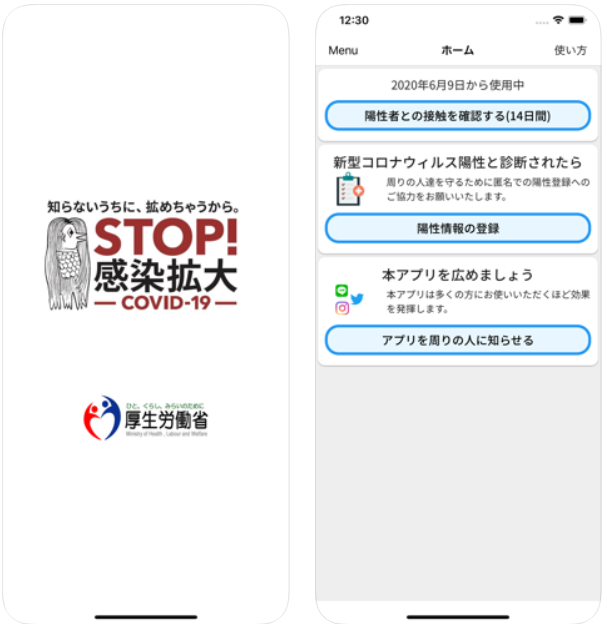 知らないうちに、拡めちゃうから。
STOP!
感染拡大
COVID-19
ひと、くらし、みらいのために
厚生労働省
Ministry of Health, Labour and Welfare
12:30
Menu
ホーム
使い方
2020年6月9日から使用中
陽性者との接触を確認する(14日間)
新型コロナウィルス陽性と診断されたら
周りの人達を守るために匿名での陽性登録への
ご協力をお願いいたします。
陽性情報の登録
本アプリを広めましょう
本アプリは多くの方にお使いいただくほど効果
を発揮します。
アプリを周りの人に知らせる